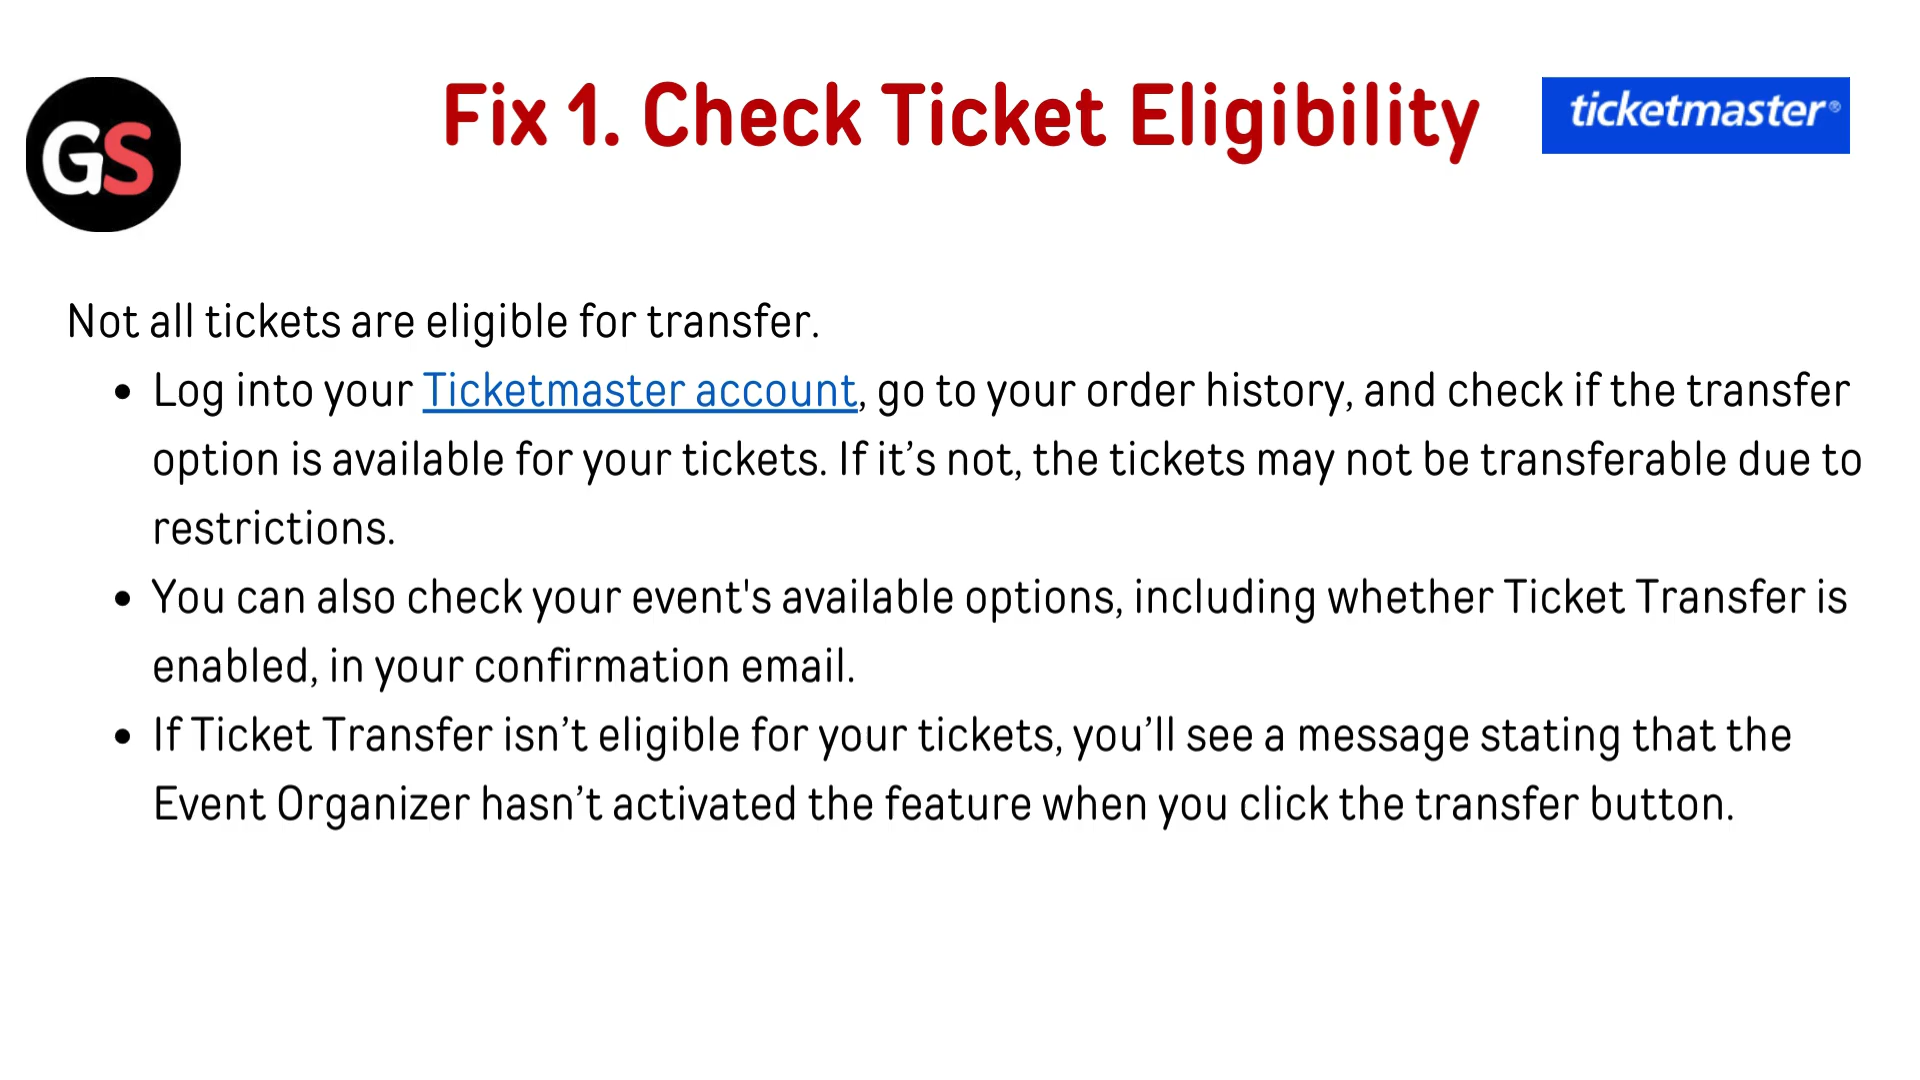 GS
Fix 1. Check Ticket Eligibility
ticketmaster®
Not all tickets are eligible for transfer.
• Log into your Ticketmaster account, go to your order history, and check if the transfer
option is available for your tickets. If it’s not, the tickets may not be transferable due to
restrictions.
• You can also check your event's available options, including whether Ticket Transfer is
enabled, in your confirmation email.
• If Ticket Transfer isn’t eligible for your tickets, you’ll see a message stating that the
Event Organizer hasn’t activated the feature when you click the transfer button.